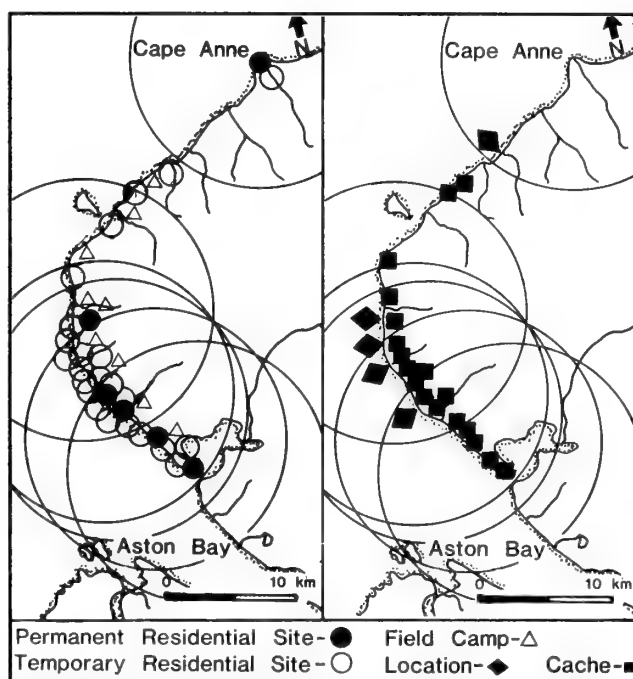 Cape Anne
N
Aston Bay
0 10 km
Cape Anne
N
Aston Bay
0 10 km
Permanent Residential Site- Field Camp-
Temporary Residential Site- Location- Cache-